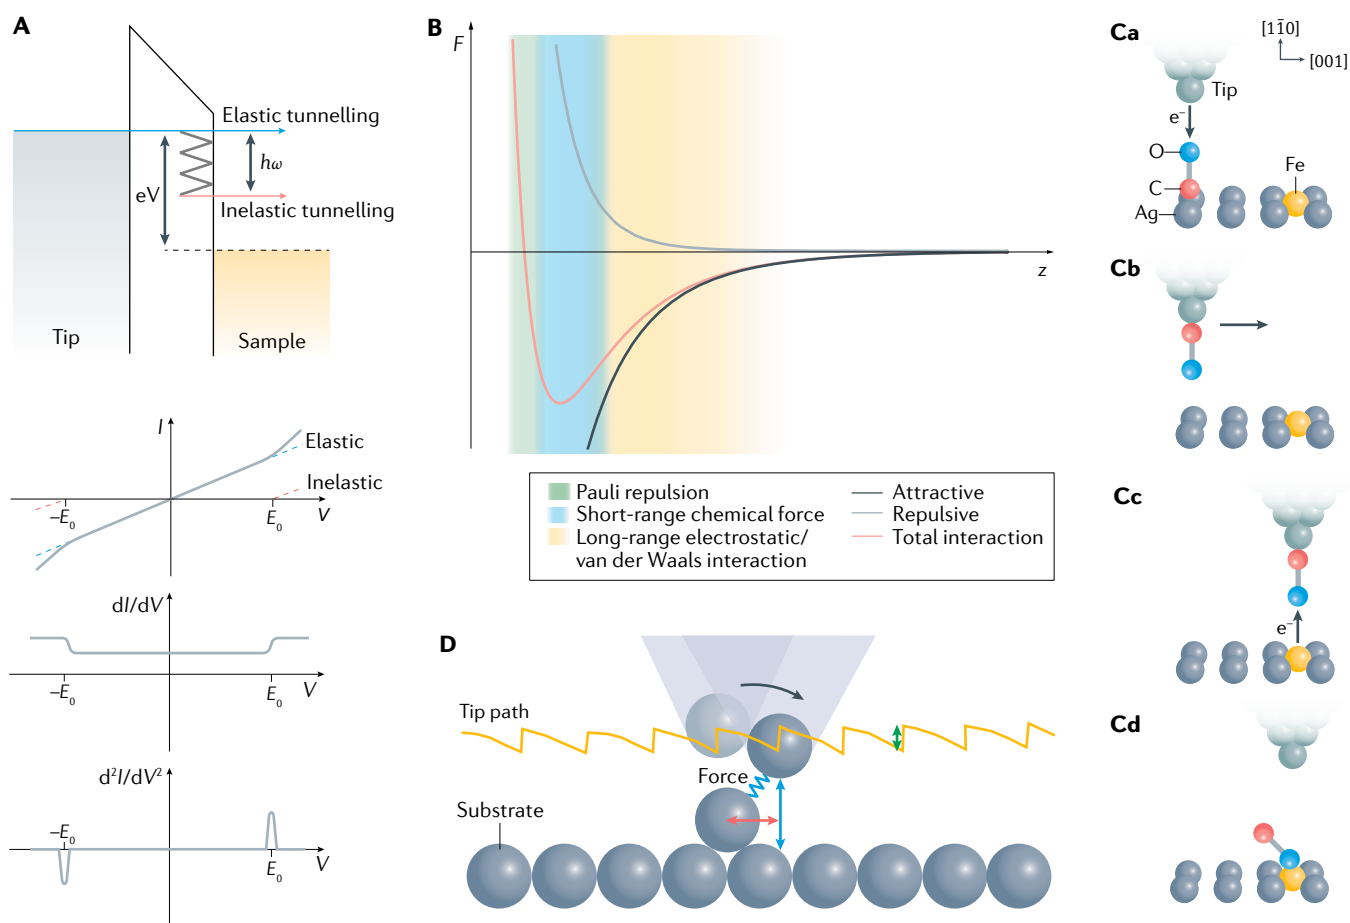 A
Elastic tunnelling
ħω
eV
Inelastic tunnelling
Tip
Sample
I
Elastic
Inelastic
–E₀
E₀
V
dI/dV
–E₀
E₀
V
d²I/dV²
–E₀
E₀
V
B
F
z
Pauli repulsion
Short-range chemical force
Long-range electrostatic/
van der Waals interaction
Attractive
Repulsive
Total interaction
D
Tip path
Force
Substrate
Ca
[11̅0]
[001]
Tip
e⁻
O
C
Fe
Ag
Cb
Cc
e⁻
Cd